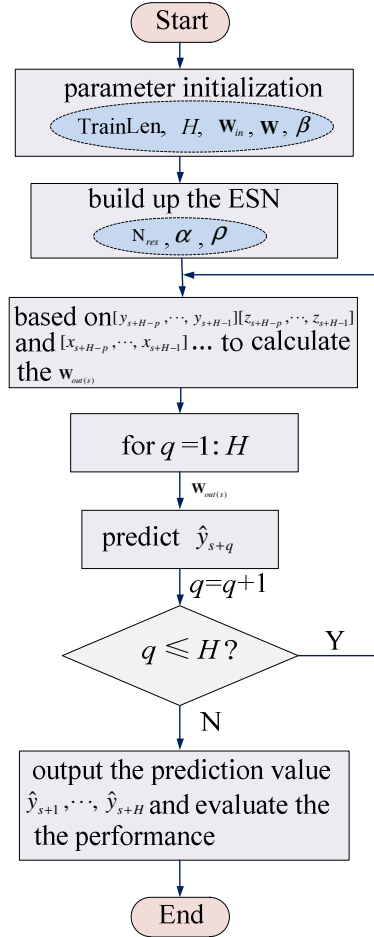 Start
parameter initialization
TrainLen, H, W_in, W, β
build up the ESN
N_res, α, ρ
based on[y_{s+H-p},⋯, y_{s+H-1}][z_{s+H-p},⋯, z_{s+H-1}]
and [x_{s+H-p},⋯, x_{s+H-1}]... to calculate
the W_{out(s)}
for q=1:H
W_{out(s)}
predict ŷ_{s+q}
q=q+1
q ≤ H?
Y
N
output the prediction value
ŷ_{s+1},⋯, ŷ_{s+H} and evaluate the
the performance
End